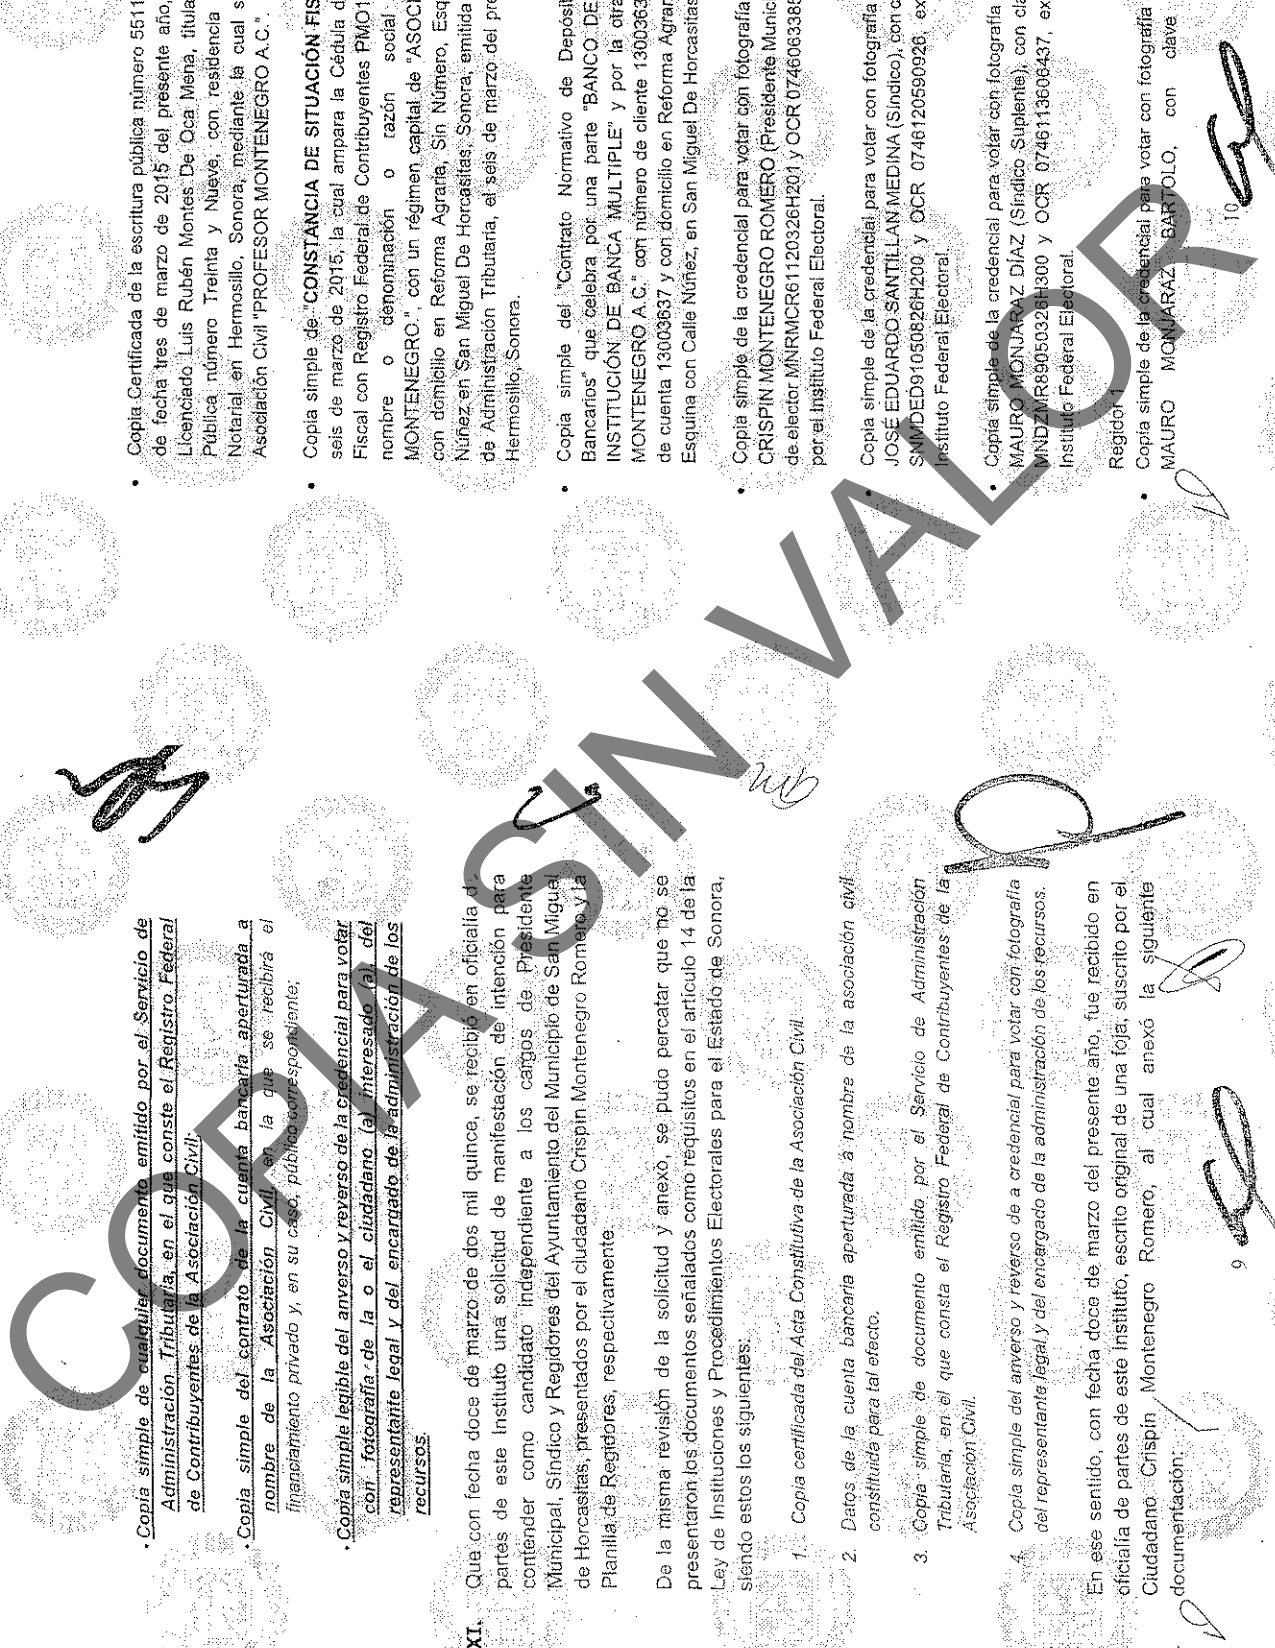 · Copia simple de cualquier documento emitido por el Servicio de
Administración Tributaria, en el que conste el Registro Federal
de Contribuyentes de la Asociación Civil;
· Copia simple del contrato de la cuenta bancaria aperturada a
nombre de la Asociación Civil, en la que se recibirá el
financiamiento privado y, en su caso, público correspondiente;
· Copia simple legible del anverso y reverso de la credencial para votar
con fotografía de la o el ciudadano (a) interesado (a), del
representante legal y del encargado de la administración de los
recursos.
XI. Que con fecha doce de marzo de dos mil quince, se recibió en oficialía d
partes de este Instituto una solicitud de manifestación de intención para
contender como candidato Independiente a los cargos de Presidente
Municipal, Síndico y Regidores del Ayuntamiento del Municipio de San Miguel
de Horcasitas, presentados por el ciudadano Crispin Montenegro Romero y la
Planilla de Regidores, respectivamente.
De la misma revisión de la solicitud y anexó, se pudo percatar que no se
presentaron los documentos señalados como requisitos en el artículo 14 de la
Ley de Instituciones y Procedimientos Electorales para el Estado de Sonora,
siendo estos los siguientes:
1. Copia certificada del Acta Constitutiva de la Asociación Civil.
2. Datos de la cuenta bancaria aperturada a nombre de la asociación civil
constituida para tal efecto.
3. Copia simple de documento emitido por el Servicio de Administración
Tributaria, en el que consta el Registro Federal de Contribuyentes de la
Asociación Civil.
4. Copia simple del anverso y reverso de a credencial para votar con fotografía
del representante legal y del encargado de la administración de los recursos.
En ese sentido, con fecha doce de marzo del presente año, fue recibido en
oficialía de partes de este Instituto, escrito original de una foja, suscrito por el
Ciudadano Crispín Montenegro Romero, al cual anexó la siguiente
documentación:
9
• Copia Certificada de la escritura pública número 5511
de fecha tres de marzo de 2015 del presente año,
Licenciado Luis Rubén Montes De Oca Mena, titula
Pública número Treinta y Nueve, con residencia
Notarial en Hermosillo, Sonora, mediante la cual s
Asociación Civil "PROFESOR MONTENEGRO A.C.".
• Copia simple de "CONSTANCIA DE SITUACIÓN FIS
seis de marzo de 2015, la cual ampara la Cédula d
Fiscal con Registro Federal de Contribuyentes PMO1
nombre o denominación o razón social
MONTENEGRO." con un régimen capital de "ASOCI
con domicilio en Reforma Agraria, Sin Número, Esq
Núñez en San Miguel De Horcasitas, Sonora, emitida
de Administración Tributaria, el seis de marzo del pre
Hermosillo, Sonora.
• Copia simple del "Contrato Normativo de Depósit
Bancarios" que celebra por una parte "BANCO DE
INSTITUCIÓN DE BANCA MULTIPLE" y por la otra
MONTENEGRO A.C." con número de cliente 1300363
de cuenta 13003637 y con domicilio en Reforma Agrar
Esquina con Calle Núñez, en San Miguel De Horcasitas
• Copia simple de la credencial para votar con fotografía
CRISPIN MONTENEGRO ROMERO (Presidente Munic
de elector MNRMCR61120326H201 y OCR 0746063385
por el Instituto Federal Electoral.
• Copia simple de la credencial para votar con fotografía
JOSÉ EDUARDO SANTILLAN MEDINA (Síndico), con c
SNMDED91050826H200 y OCR 0746120590926, ex
Instituto Federal Electoral.
• Copia simple de la credencial para votar con fotografía
MAURO MONJARAZ DÍAZ (Síndico Suplente), con cla
MNDZMR89050326H300 y OCR 0746113606437, ex
Instituto Federal Electoral.
Regidor 1
• Copia simple de la credencial para votar con fotografía
MAURO MONJARAZ BARTOLO, con clave
10
COPIA SIN VALOR